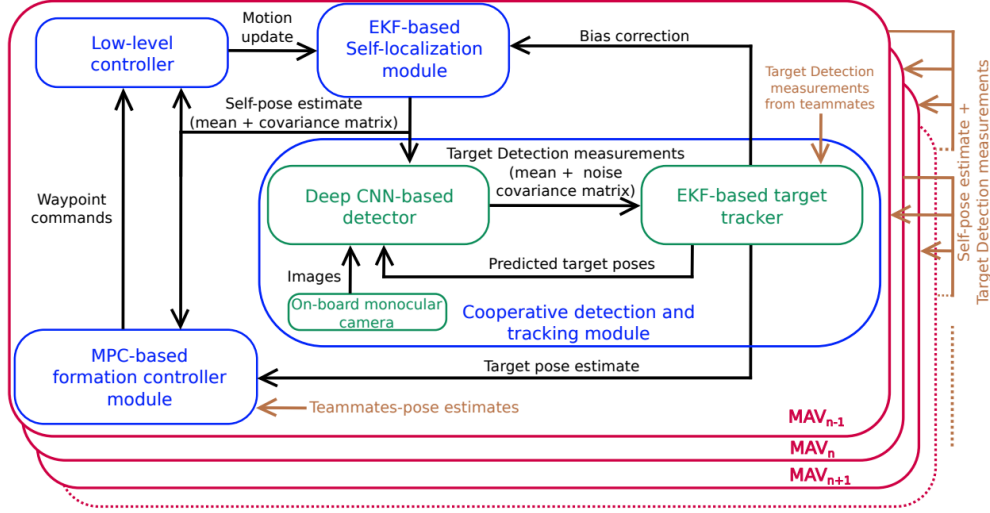 Low-level
controller
Motion
update
EKF-based
Self-localization
module
Bias correction
Target Detection
measurements
from teammates
Self-pose estimate
(mean + covariance matrix)
Target Detection measurements
(mean +  noise
covariance matrix)
Deep CNN-based
detector
EKF-based target
tracker
Waypoint
commands
Images
Predicted target poses
On-board monocular
camera
Cooperative detection and
tracking module
MPC-based
formation controller
module
Target pose estimate
Teammates-pose estimates
MAVn-1
MAVn
MAVn+1
Self-pose estimate +
Target Detection measurements